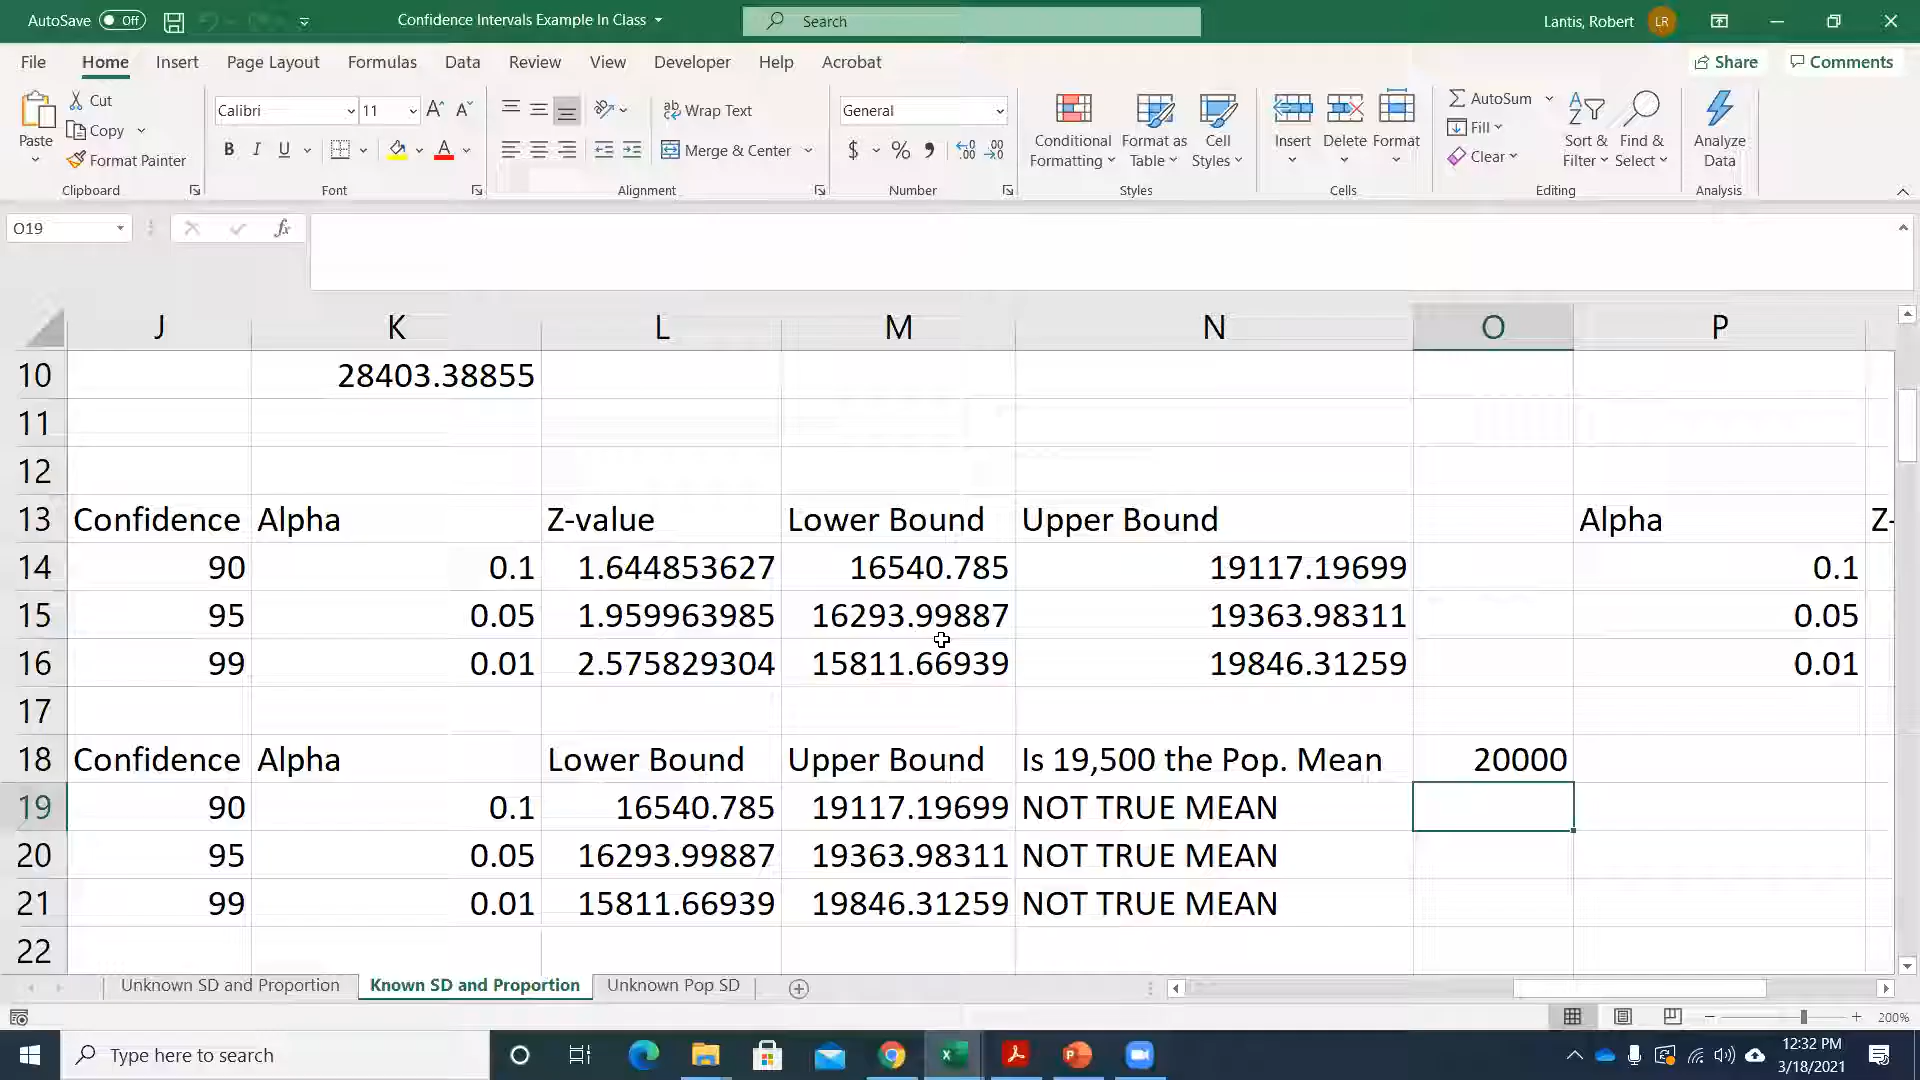 AutoSave Off Confidence Intervals Example In Class Search Lantis, Robert LR
File Home Insert Page Layout Formulas Data Review View Developer Help Acrobat Share Comments
Paste Cut Copy Format Painter Clipboard
Calibri 11 A A B I U A Font
ab Wrap Text Merge & Center Alignment
General $ % , Number
Conditional Formatting Format as Table Cell Styles Styles
Insert Delete Format Cells
AutoSum Fill Clear Sort & Filter Find & Select Editing
Analyze Data Analysis
O19 fx
J K L M N O P
10 28403.38855
11
12
13 Confidence Alpha Z-value Lower Bound Upper Bound Alpha Z-
14 90 0.1 1.644853627 16540.785 19117.19699 0.1
15 95 0.05 1.959963985 16293.99887 19363.98311 0.05
16 99 0.01 2.575829304 15811.66939 19846.31259 0.01
17
18 Confidence Alpha Lower Bound Upper Bound Is 19,500 the Pop. Mean 20000
19 90 0.1 16540.785 19117.19699 NOT TRUE MEAN
20 95 0.05 16293.99887 19363.98311 NOT TRUE MEAN
21 99 0.01 15811.66939 19846.31259 NOT TRUE MEAN
22
Unknown SD and Proportion Known SD and Proportion Unknown Pop SD
200%
Type here to search 12:32 PM
3/18/2021